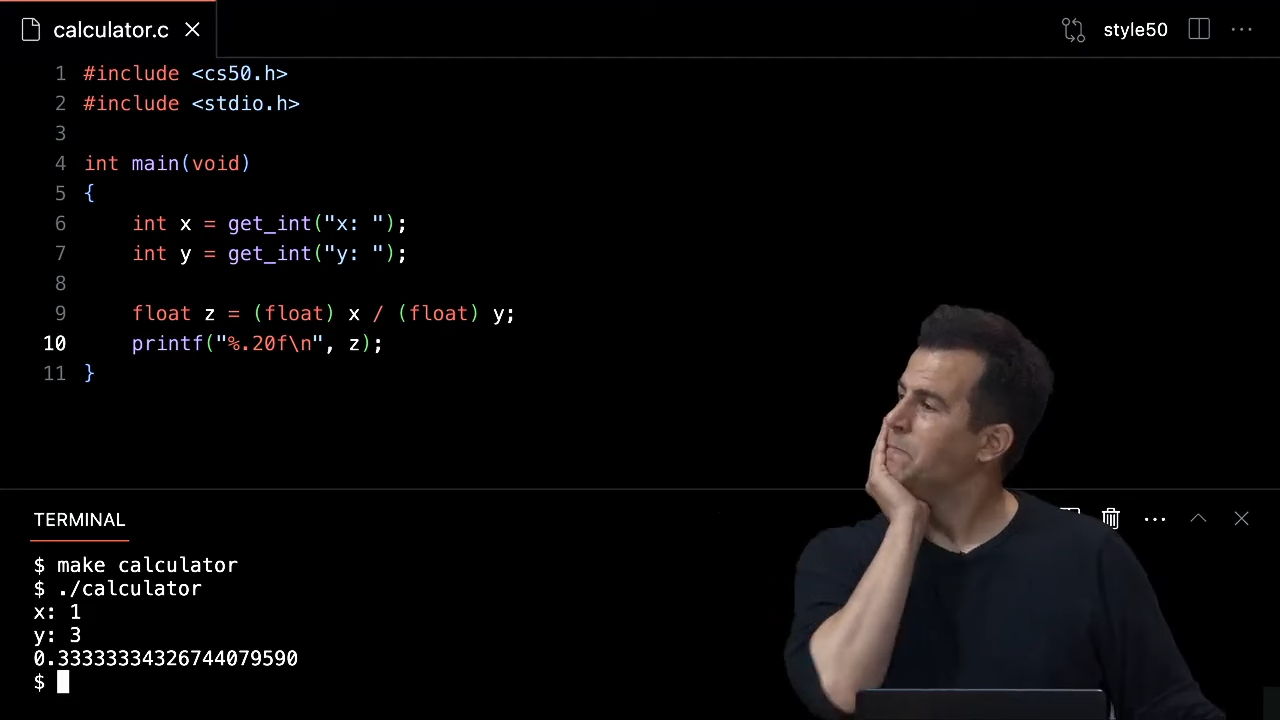 calculator.c
style50
1 #include <cs50.h>
2 #include <stdio.h>
3
4 int main(void)
5 {
6     int x = get_int("x: ");
7     int y = get_int("y: ");
8
9     float z = (float) x / (float) y;
10     printf("%.20f\n", z);
11 }
TERMINAL
$ make calculator
$ ./calculator
x: 1
y: 3
0.33333334326744079590
$